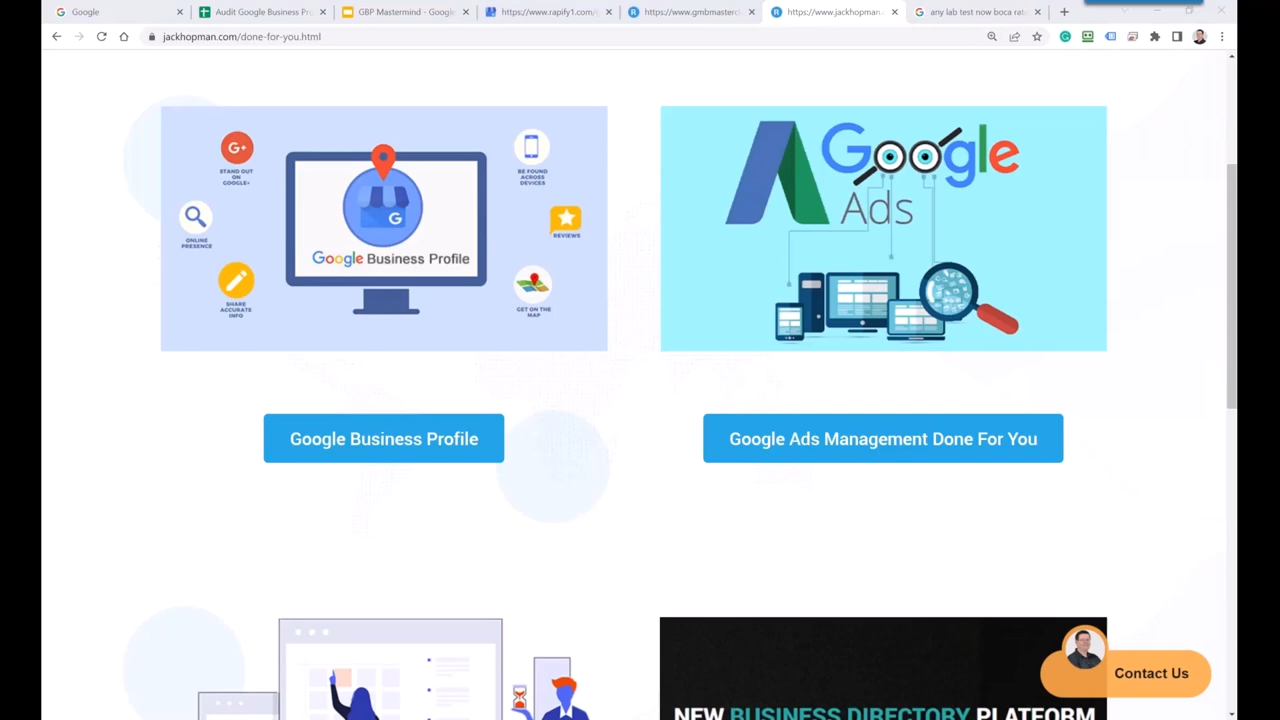 Google
Audit Google Business Pro
GBP Mastermind - Google
https://www.rapify1.com/
https://www.gmbmasterc
https://www.jackhopman.
any lab test now boca rat
jackhopman.com/done-for-you.html
G+
STAND OUT
ON
GOOGLE+
BE FOUND
ACROSS
DEVICES
ONLINE
PRESENCE
REVIEWS
G
Google Business Profile
SHARE
ACCURATE
INFO
GET ON THE
MAP
Google
Ads
Google Business Profile
Google Ads Management Done For You
Contact Us
NEW BUSINESS DIRECTORY PLATFORM